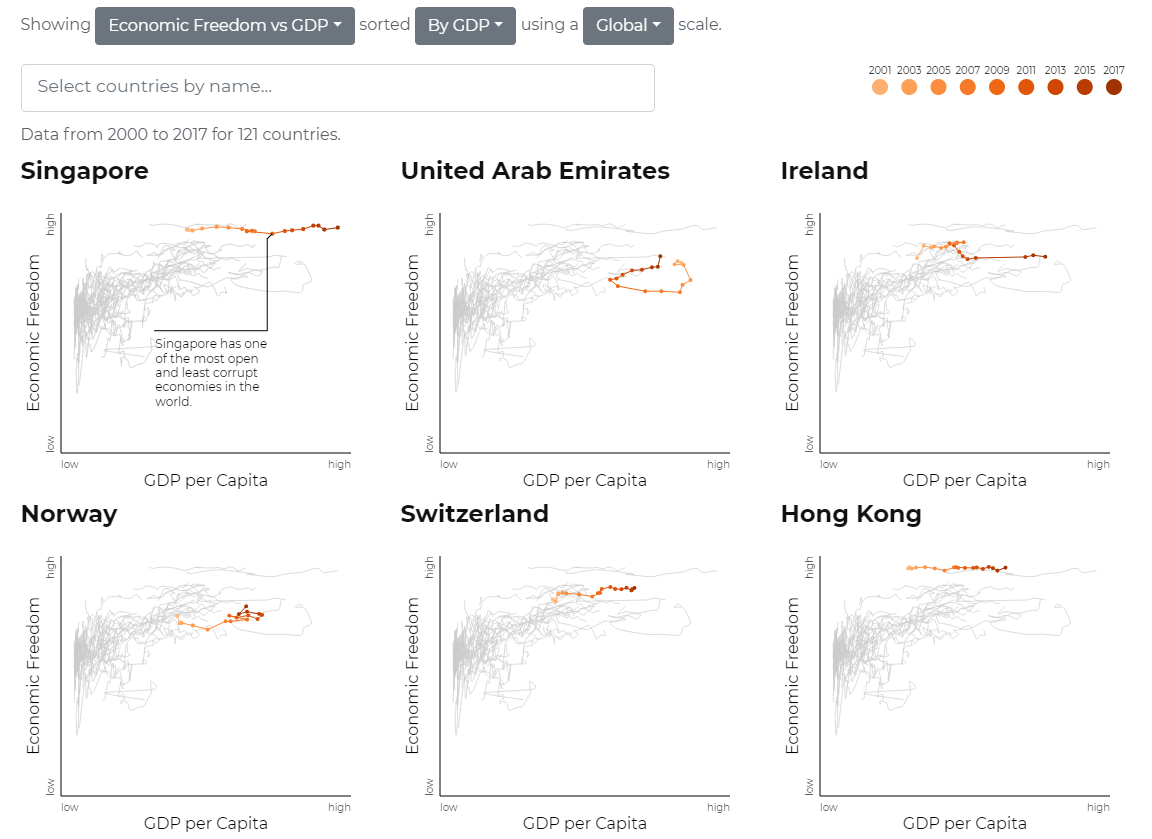 Showing Economic Freedom vs GDP sorted By GDP using a Global scale.
Select countries by name...
2001 2003 2005 2007 2009 2011 2013 2015 2017
Data from 2000 to 2017 for 121 countries.
Singapore
high
Economic Freedom
low
Singapore has one
of the most open
and least corrupt
economies in the
world.
low high
GDP per Capita
United Arab Emirates
high
Economic Freedom
low
low high
GDP per Capita
Ireland
high
Economic Freedom
low
low high
GDP per Capita
Norway
high
Economic Freedom
low
low high
GDP per Capita
Switzerland
high
Economic Freedom
low
low high
GDP per Capita
Hong Kong
high
Economic Freedom
low
low high
GDP per Capita